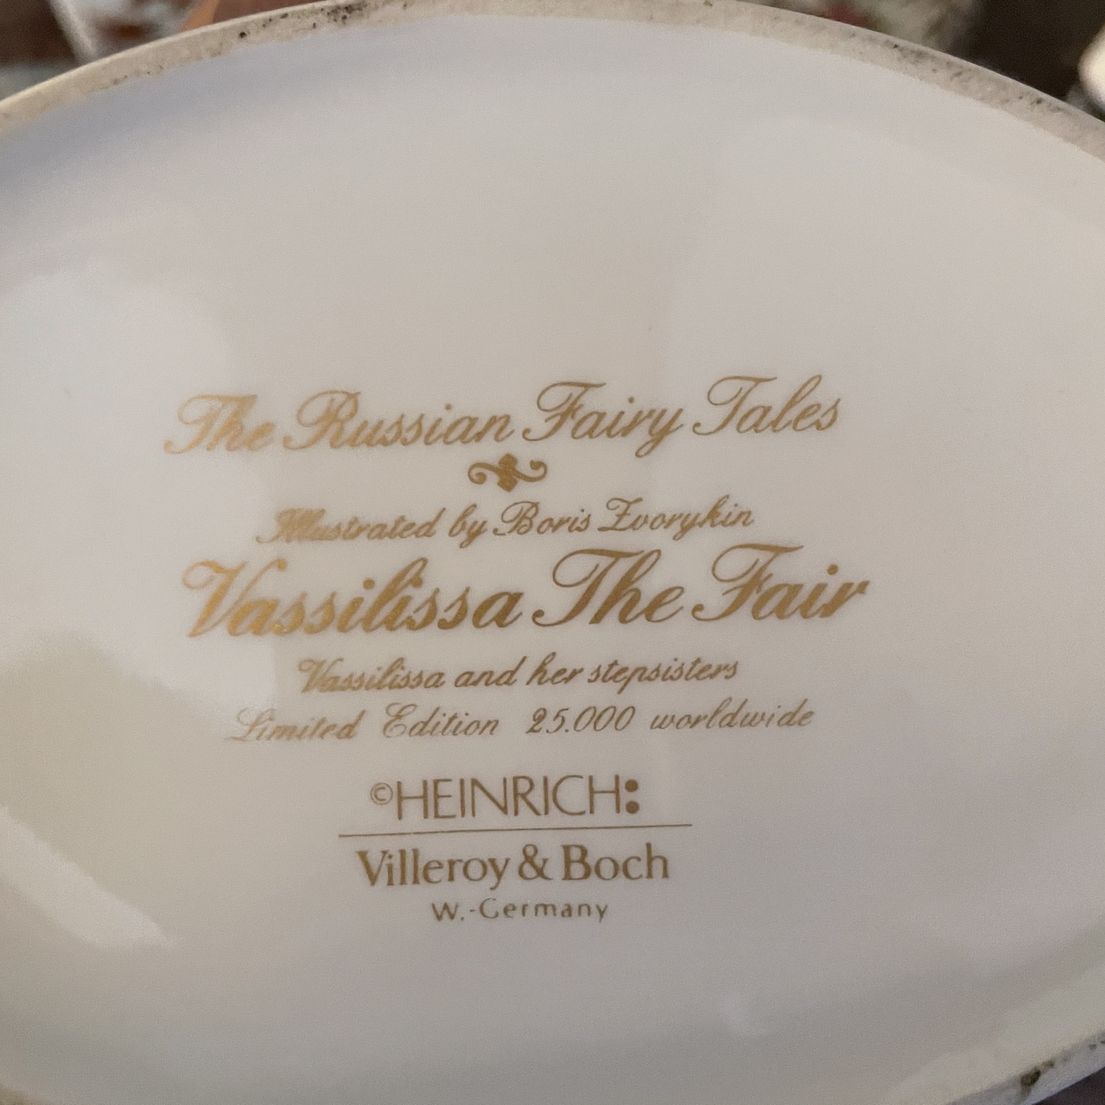 The Russian Fairy Tales
Illustrated by Boris Zvorykin
Vassilissa The Fair
Vassilissa and her stepsisters
Limited Edition 25.000 worldwide
©HEINRICH:
Villeroy & Boch
W.-Germany